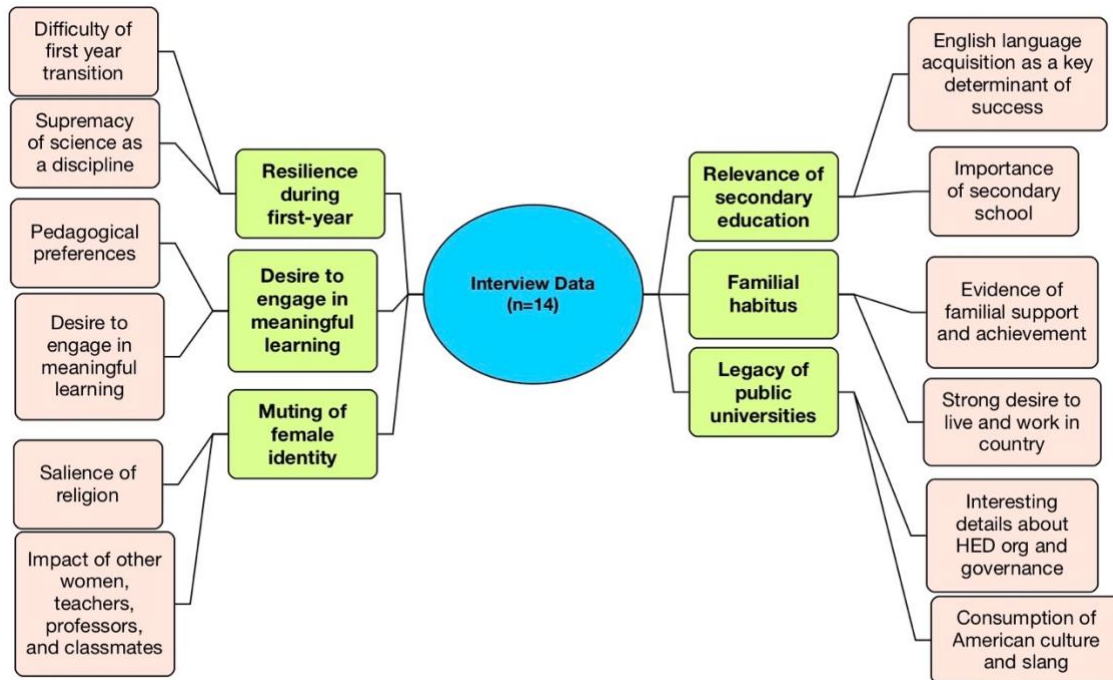 Difficulty of
first year
transition
Supremacy
of science as
a discipline
Pedagogical
preferences
Desire to
engage in
meaningful
learning
Salience of
religion
Impact of other
women,
teachers,
professors,
and classmates
Resilience
during
first-year
Desire to
engage in
meaningful
learning
Muting of
female
identity
Interview Data
(n=14)
Relevance of
secondary
education
Familial
habitus
Legacy of
public
universities
English language
acquisition as a key
determinant of
success
Importance
of secondary
school
Evidence of
familial support
and achievement
Strong desire to
live and work in
country
Interesting
details about
HED org and
governance
Consumption of
American culture
and slang